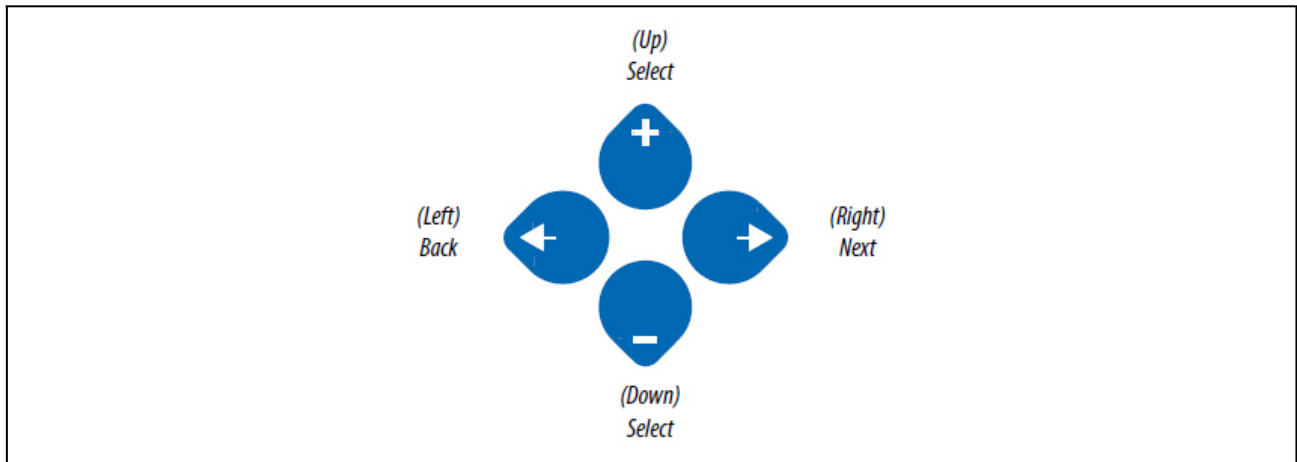 (Up)
Select
+
(Left)
Back
(Right)
Next
-
(Down)
Select